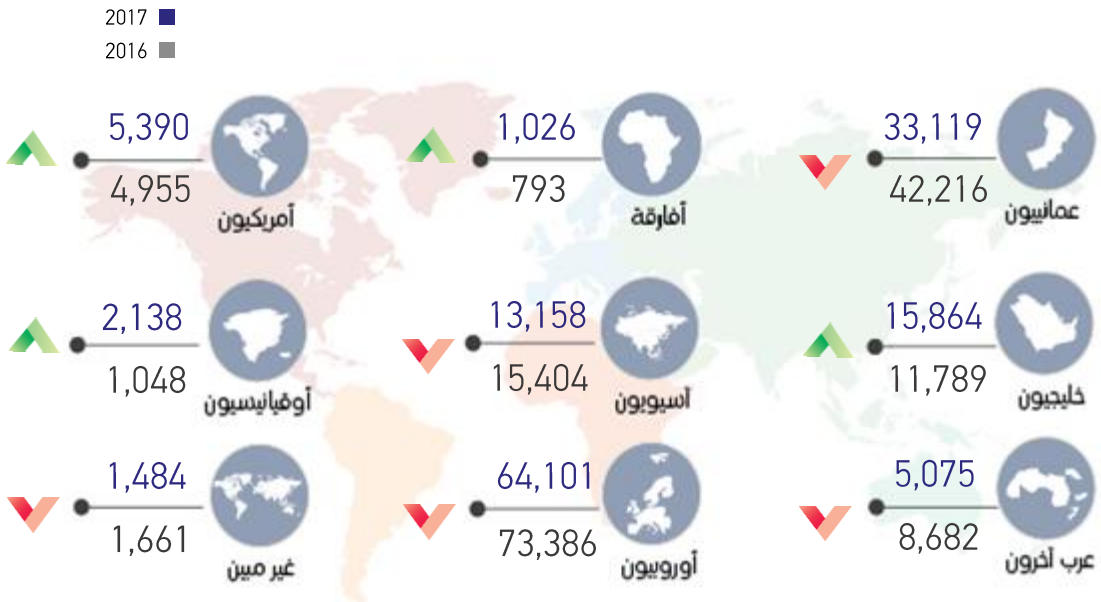 2017
2016
33,119
42,216
عمانييون
1,026
793
أفارقة
5,390
4,955
أمريكيون
15,864
11,789
خليجيون
13,158
15,404
آسيويون
2,138
1,048
أوقيانيسيون
5,075
8,682
عرب آخرون
64,101
73,386
أوروبيون
1,484
1,661
غير مبين